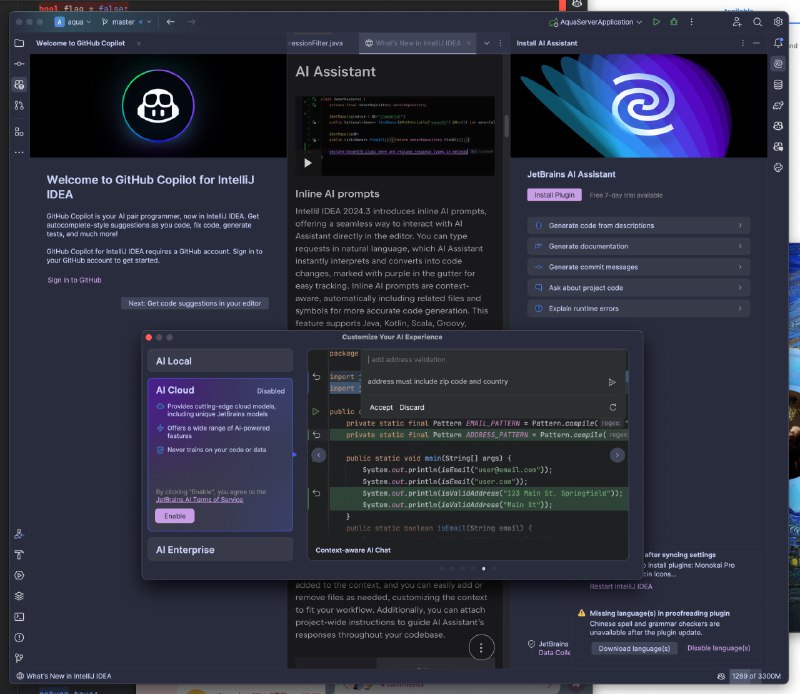 bool flag = false;
Available
aqua
master
AquaServerApplication
Welcome to GitHub Copilot
ressionFilter.java
What's New in IntelliJ IDEA
Install AI Assistant
AI Assistant
Welcome to GitHub Copilot for IntelliJ
IDEA
GitHub Copilot is your AI pair programmer, now in IntelliJ IDEA. Get
autocomplete-style suggestions as you code, fix code, generate
tests, and much more!
GitHub Copilot for IntelliJ IDEA requires a GitHub account. Sign in to
your GitHub account to get started.
Sign in to GitHub
Next: Get code suggestions in your editor
Inline AI prompts
IntelliJ IDEA 2024.3 introduces inline AI prompts,
offering a seamless way to interact with AI
Assistant directly in the editor. You can type
requests in natural language, which AI Assistant
instantly interprets and converts into code
changes, marked with purple in the gutter for
easy tracking. Inline AI prompts are context-
aware, automatically including related files and
symbols for more accurate code generation. This
feature supports Java, Kotlin, Scala, Groovy,
JetBrains AI Assistant
Install Plugin
Free 7-day trial available
Generate code from descriptions
Generate documentation
Generate commit messages
Ask about project code
Explain runtime errors
Customize Your AI Experience
AI Local
AI Cloud
Disabled
Provides cutting-edge cloud models,
including unique JetBrains models
Offers a wide range of AI-powered
features
Never trains on your code or data
By clicking "Enable", you agree to the
JetBrains AI Terms of Service
Enable
AI Enterprise
package
add address validation
import
address must include zip code and country
import
Accept
Discard
public c
private static final Pattern EMAIL_PATTERN = Pattern.compile( regex: "
private static final Pattern ADDRESS_PATTERN = Pattern.compile( regex:
public static void main(String[] args) {
System.out.println(isEmail("user@email.com"));
System.out.println(isEmail("user.com"));
System.out.println(isValidAddress("123 Main St, Springfield"));
System.out.println(isValidAddress("Main St"));
}
public static boolean isEmail(String email) {
Context-aware AI Chat
added to the context, and you can easily add or
remove files as needed, customizing the context
to fit your workflow. Additionally, you can attach
project-wide instructions to guide AI Assistant's
responses throughout your codebase.
after syncing settings
o install plugins: Monokai Pro
cin Icons...
Restart IntelliJ IDEA
Missing language(s) in proofreading plugin
Chinese spell and grammar checkers are
unavailable after the plugin update.
Download language(s)
Disable language(s)
JetBrains
Data Colle
What's New in IntelliJ IDEA
1289 of 3300M
4 comments